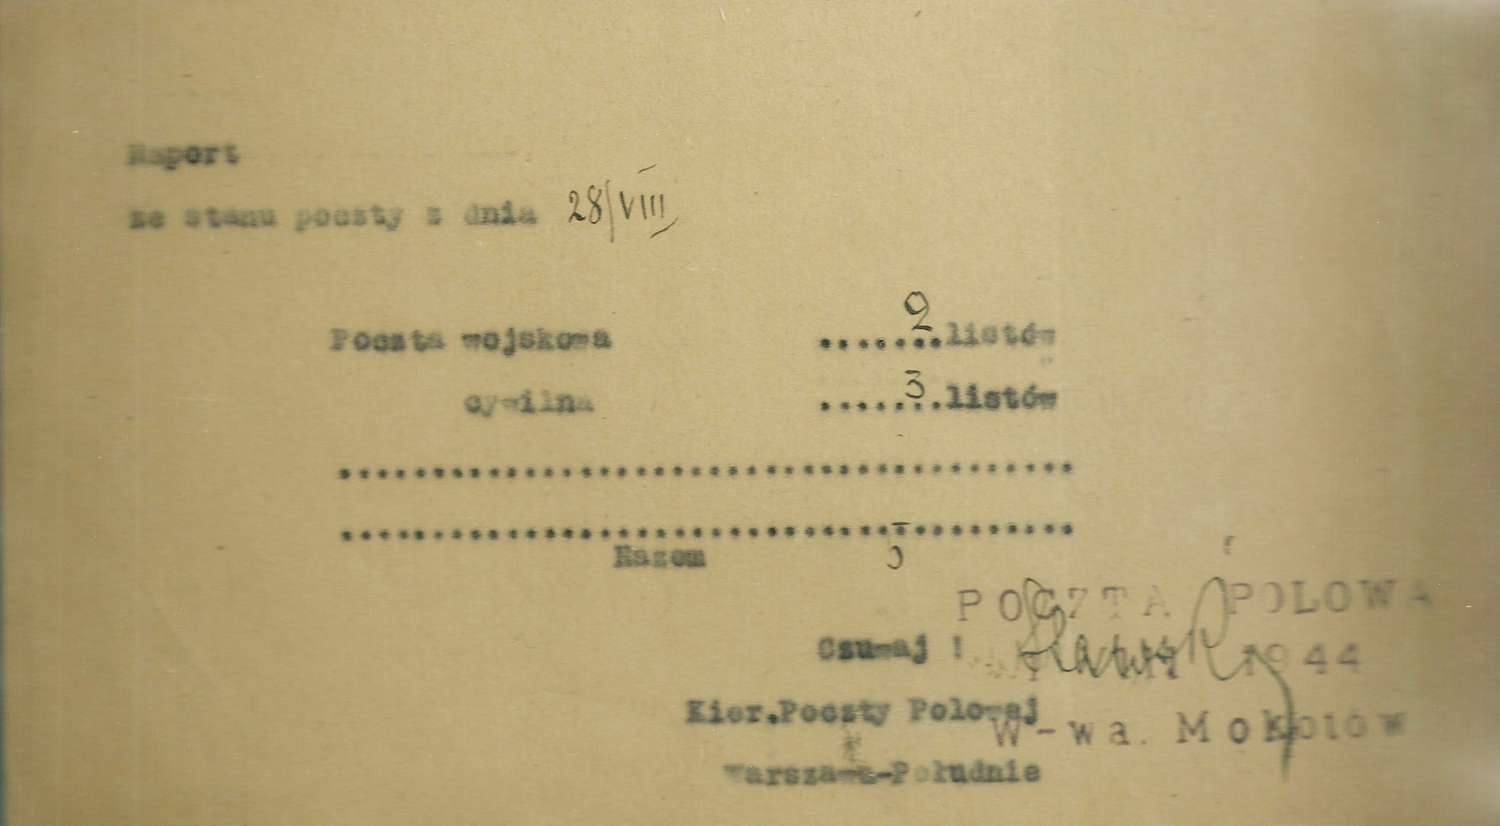 Raport
ze stanu poczty z dnia 28/VIII
Poczta wojskowa ........listów 2
cywilna ........listów 3
........................................
........................................
Razem 5
POCZTA POLOWA
Czuwaj !
1944
Kier.Poczty Polowej
W-wa. Mokotów
Warszawa-Południe